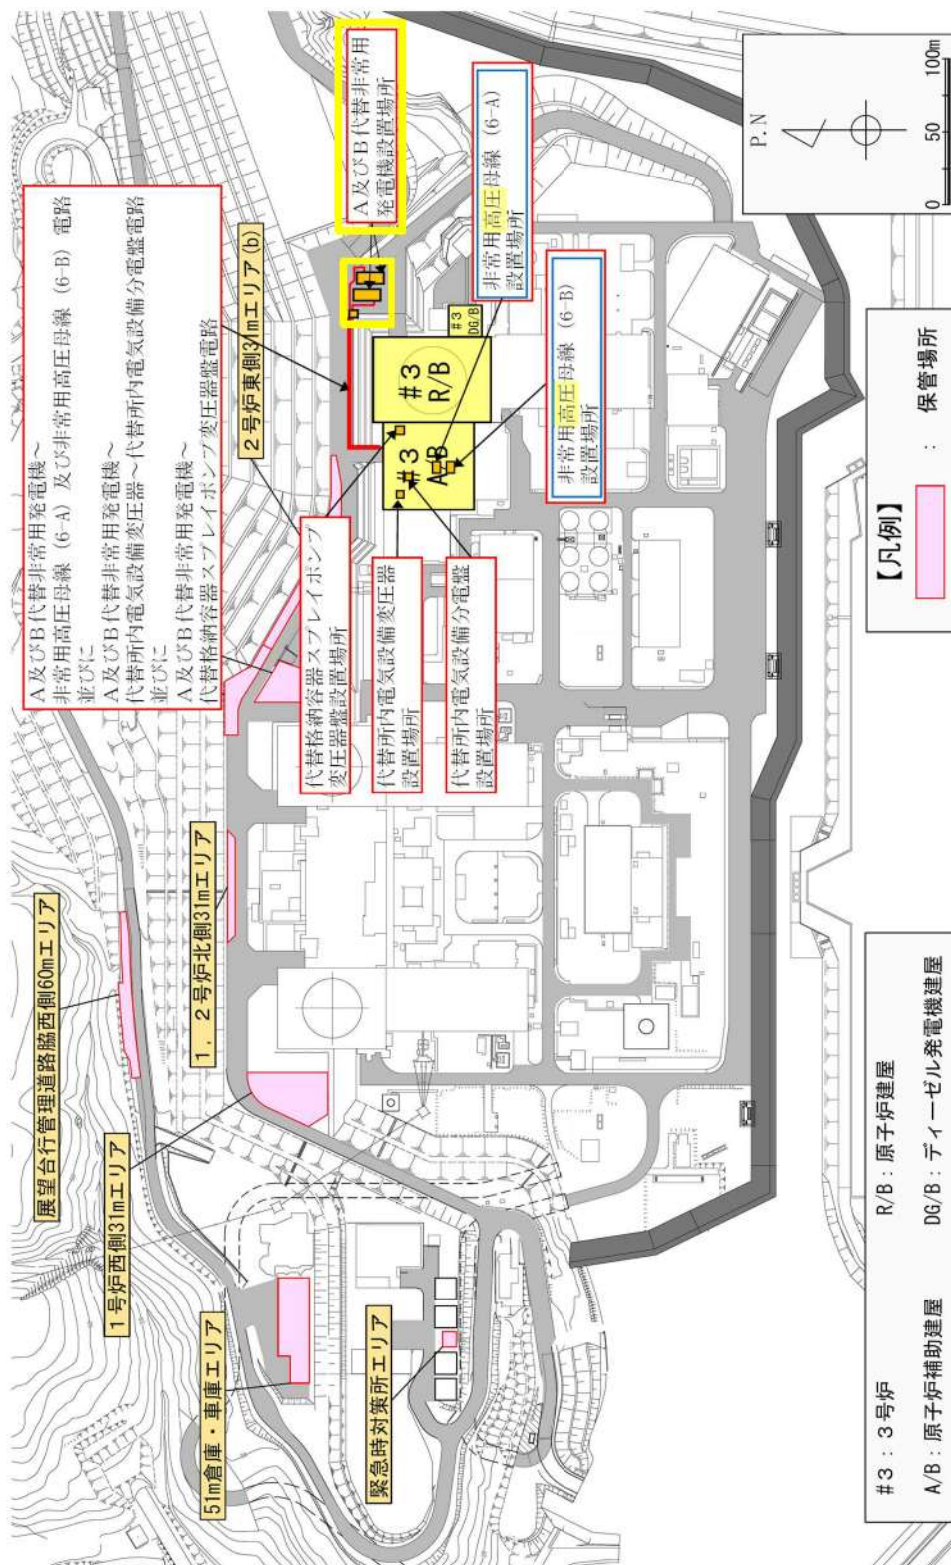 A及びB代替非常用発電機～
非常用高圧母線（6-A）及び非常用高圧母線（6-B）電路
並びに
A及びB代替非常用発電機～
代替所内電気設備変圧器～代替所内電気設備分電盤電路
並びに
A及びB代替非常用発電機～
代替格納容器スプレイポンプ変圧器盤電路
A及びB代替非常用
発電機設置場所
展望台行管理道路脇西側60mエリア
1，2号炉北側31mエリア
2号炉東側31mエリア(b)
1号炉西側31mエリア
51m倉庫・車庫エリア
緊急時対策所エリア
代替格納容器スプレイポンプ
変圧器盤設置場所
代替所内電気設備変圧器
設置場所
代替所内電気設備分電盤
設置場所
#3
R/B
#3
A/B
#3
DG/B
非常用高圧母線（6-A）
設置場所
非常用高圧母線（6-B）
設置場所
P.N
0 50 100m
【凡例】
： 保管場所
#3：3号炉 R/B：原子炉建屋
A/B：原子炉補助建屋 DG/B：ディーゼル発電機建屋